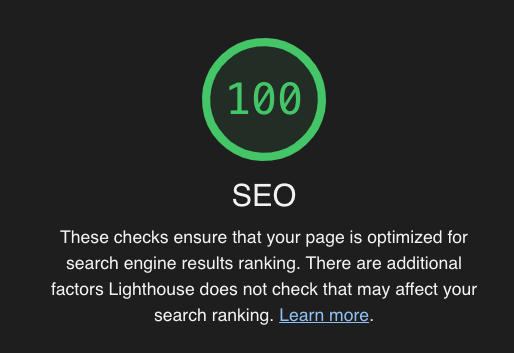 100
SEO
These checks ensure that your page is optimized for
search engine results ranking. There are additional
factors Lighthouse does not check that may affect your
search ranking. Learn more.